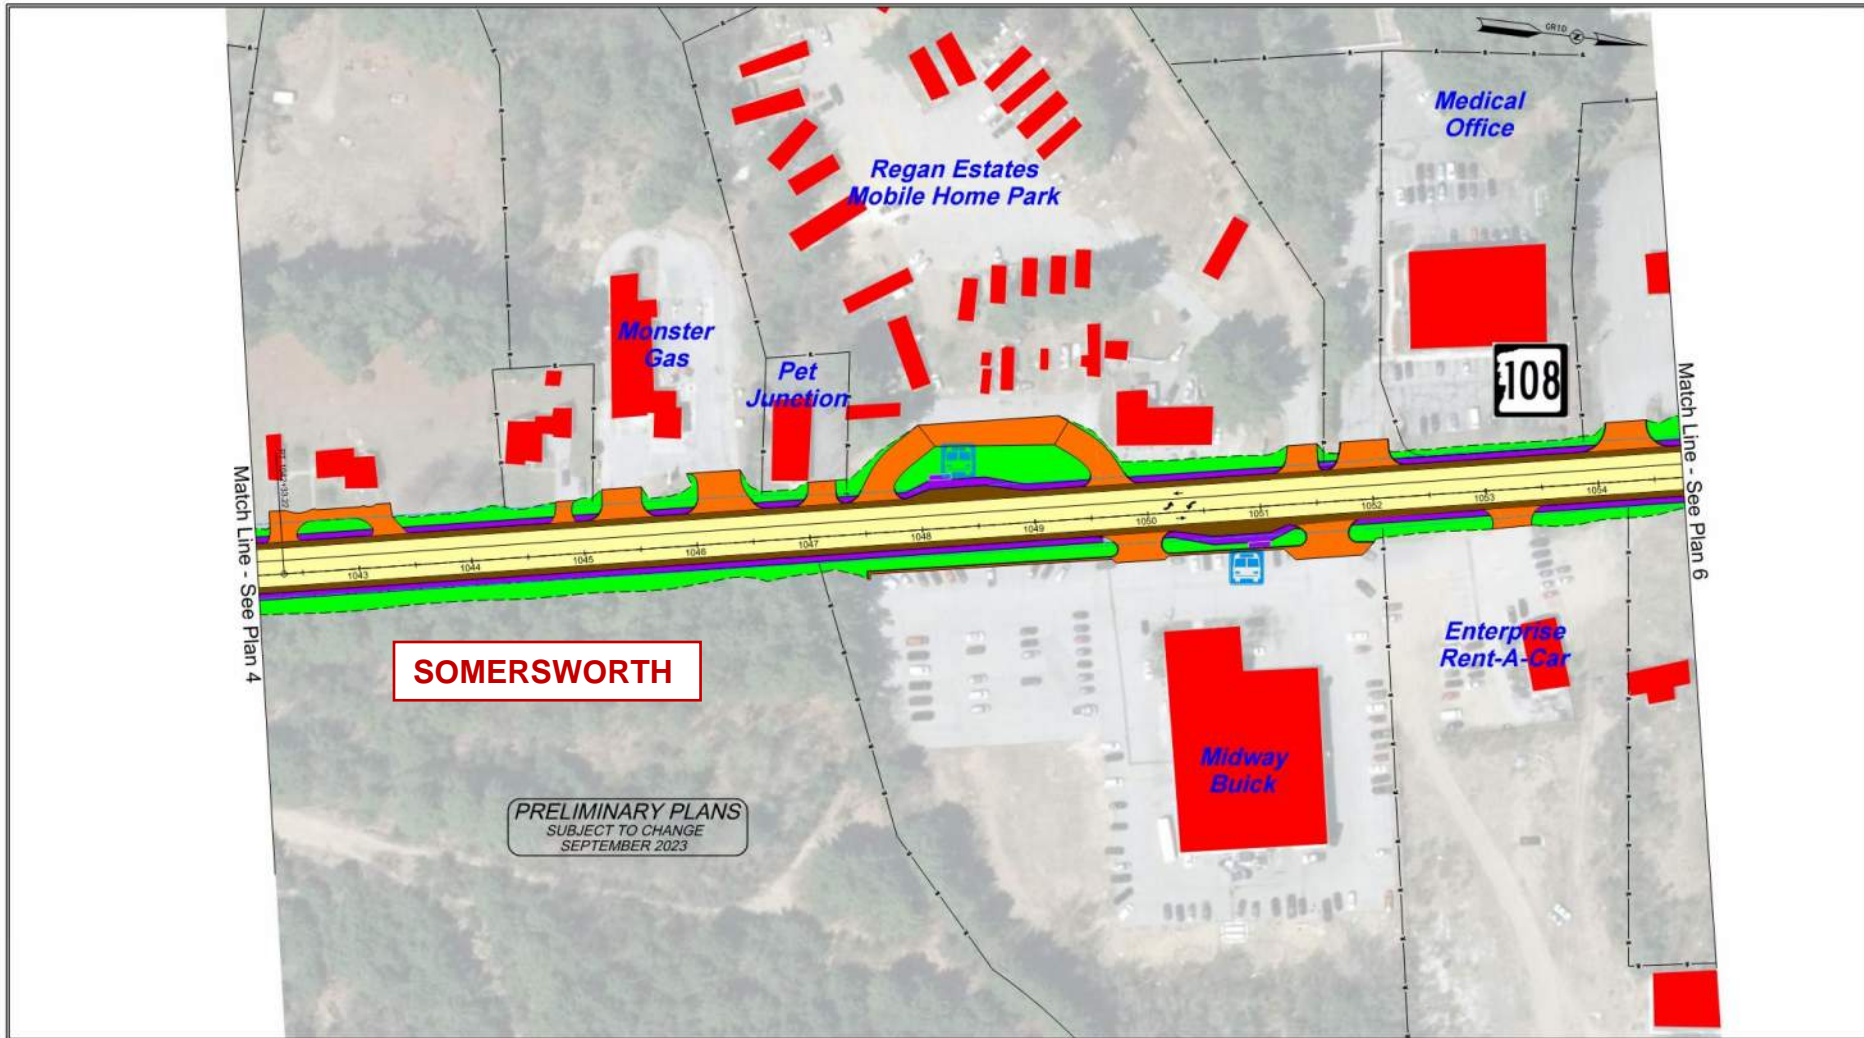 GRID
Medical
Office
Regan Estates
Mobile Home Park
Monster
Gas
Pet
Junction
108
Match Line - See Plan 4
Match Line - See Plan 6
1043
1044
1045
1046
1047
1048
1049
1050
1051
1052
1053
1054
SOMERSWORTH
Enterprise
Rent-A-Car
Midway
Buick
PRELIMINARY PLANS
SUBJECT TO CHANGE
SEPTEMBER 2023